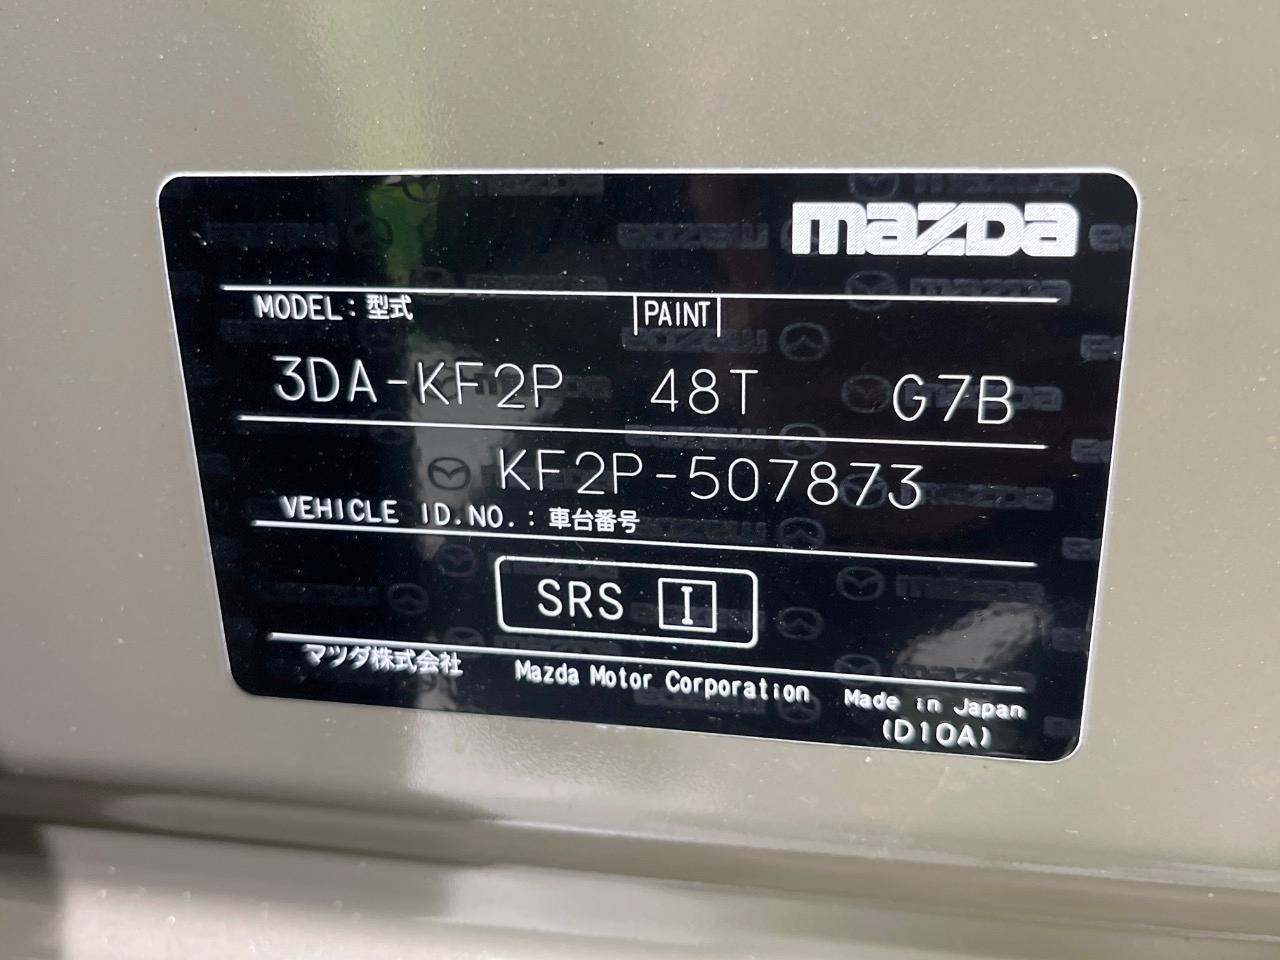 mazda
MODEL: 型式 PAINT
3DA-KF2P 48T G7B
KF2P-507873
VEHICLE ID.NO.: 車台番号
SRS I
マツダ株式会社 Mazda Motor Corporation Made in Japan
(D10A)